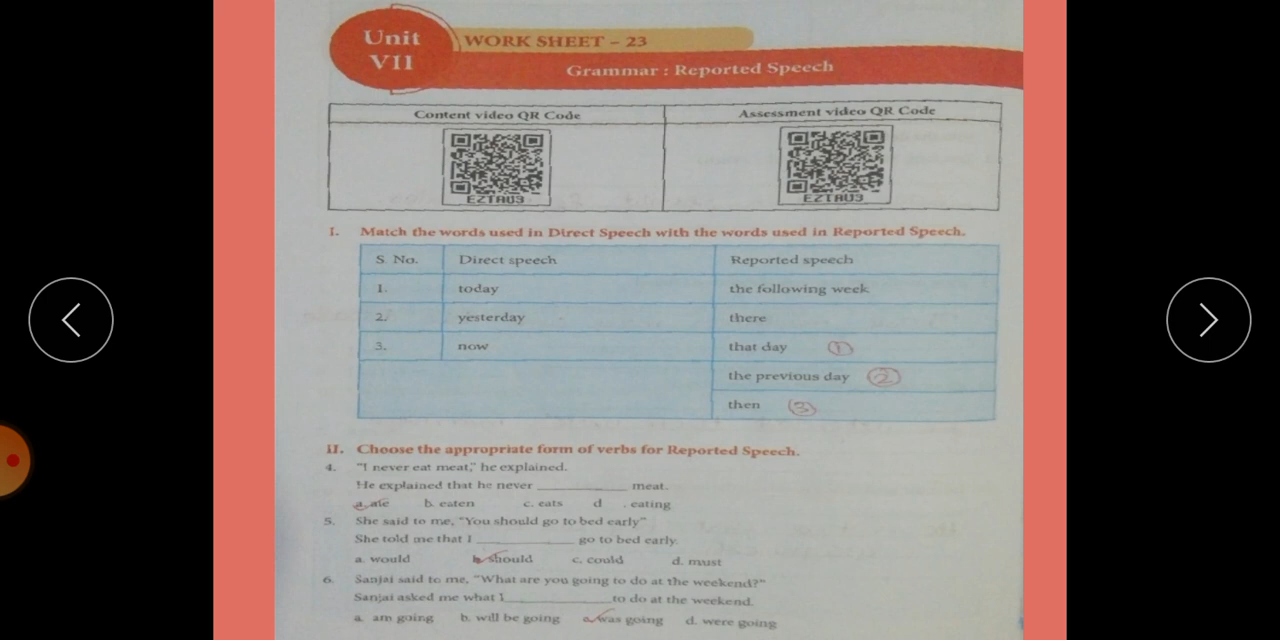 Unit
VII
WORK SHEET – 23
Grammar : Reported Speech
Content video QR Code
Assessment video QR Code
EZTAU3
EZTAU3
I. Match the words used in Direct Speech with the words used in Reported Speech.
S. No. Direct speech Reported speech
1. today the following week
2. yesterday there
3. now that day ①
the previous day ②
then ③
II. Choose the appropriate form of verbs for Reported Speech.
4. "I never eat meat," he explained.
He explained that he never ________ meat.
a. ate b. eaten c. eats d . eating
5. She said to me, "You should go to bed early"
She told me that I ________ go to bed early.
a. would b. should c. could d. must
6. Sanjai said to me, "What are you going to do at the weekend?"
Sanjai asked me what I ________ to do at the weekend.
a. am going b. will be going c. was going d. were going